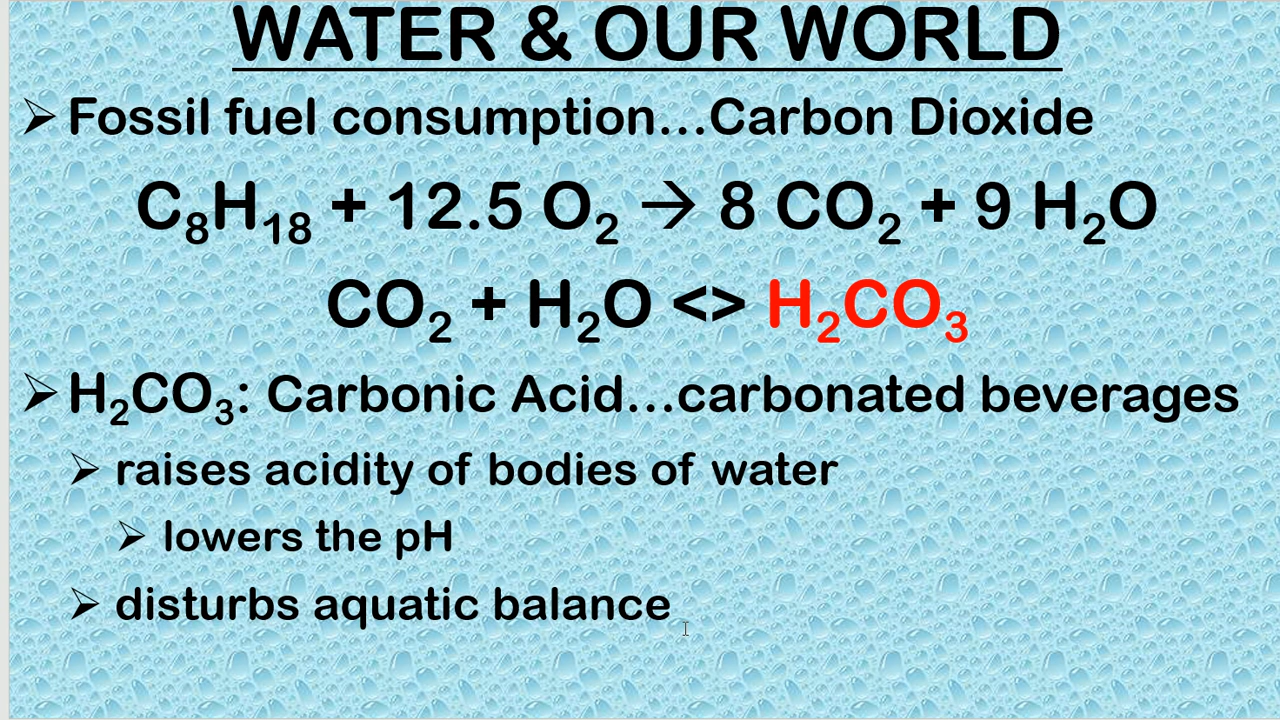 WATER & OUR WORLD
➢ Fossil fuel consumption...Carbon Dioxide
C₈H₁₈ + 12.5 O₂ → 8 CO₂ + 9 H₂O
CO₂ + H₂O <> H₂CO₃
➢ H₂CO₃: Carbonic Acid...carbonated beverages
➢ raises acidity of bodies of water
➢ lowers the pH
➢ disturbs aquatic balance